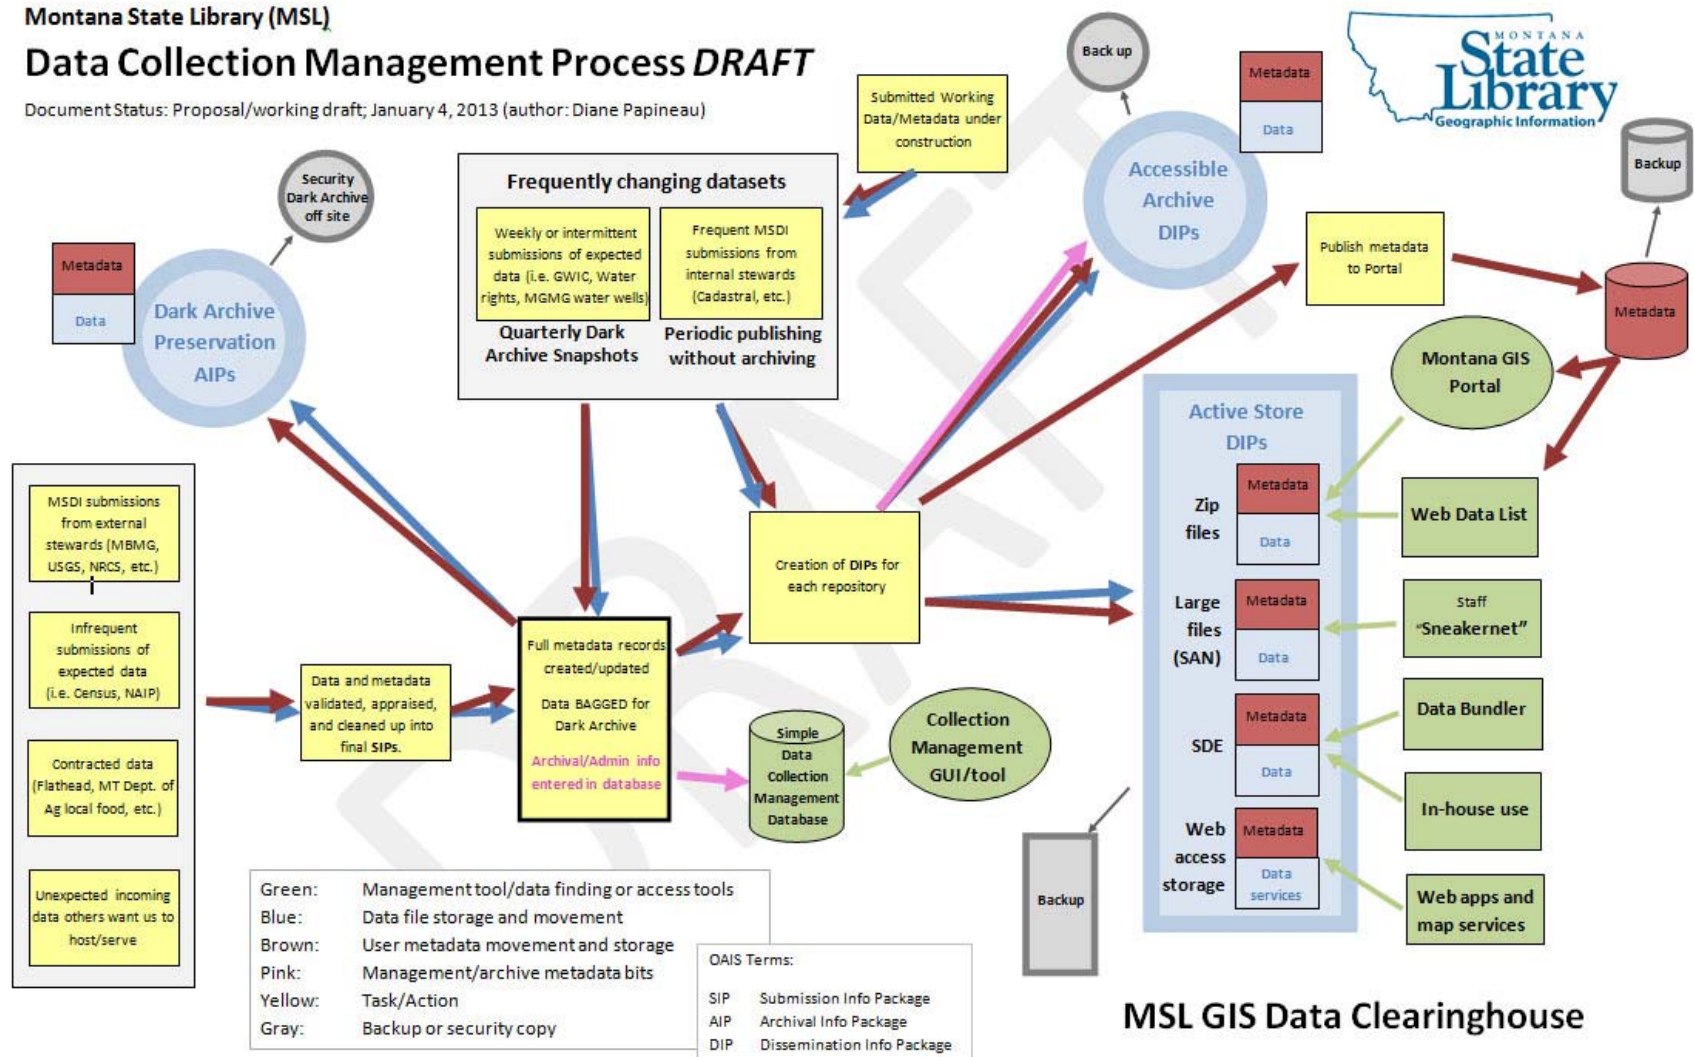 Montana State Library (MSL)
Data Collection Management Process DRAFT
Document Status: Proposal/working draft; January 4, 2013 (author: Diane Papineau)
Security
Dark Archive
off site
Metadata
Data
Dark Archive
Preservation
AIPs
Frequently changing datasets
Weekly or intermittent
submissions of expected
data (i.e. GWIC, Water
rights, MGMG water wells)
Quarterly Dark
Archive Snapshots
Frequent MSDI
submissions from
internal stewards
(Cadastral, etc.)
Periodic publishing
without archiving
Submitted Working
Data/Metadata under
construction
Back up
Metadata
Data
Accessible
Archive
DIPs
MONTANA
State
Library
Geographic Information
Backup
Publish metadata
to Portal
Metadata
Montana GIS
Portal
MSDI submissions
from external
stewards (MBMG,
USGS, NRCS, etc.)
Infrequent
submissions of
expected data
(i.e. Census, NAIP)
Contracted data
(Flathead, MT Dept. of
Ag local food, etc.)
Unexpected incoming
data others want us to
host/serve
Data and metadata
validated, appraised,
and cleaned up into
final SIPs.
Full metadata records
created/updated
Data BAGGED for
Dark Archive
Archival/Admin info
entered in database
Creation of DIPs for
each repository
Simple
Data
Collection
Management
Database
Collection
Management
GUI/tool
Active Store
DIPs
Zip
files
Metadata
Data
Large
files
(SAN)
Metadata
Data
SDE
Metadata
Data
Web
access
storage
Metadata
Data
services
Web Data List
Staff
"Sneakernet"
Data Bundler
In-house use
Web apps and
map services
Backup
Green: Management tool/data finding or access tools
Blue: Data file storage and movement
Brown: User metadata movement and storage
Pink: Management/archive metadata bits
Yellow: Task/Action
Gray: Backup or security copy
OAIS Terms:
SIP Submission Info Package
AIP Archival Info Package
DIP Dissemination Info Package
MSL GIS Data Clearinghouse
DRAFT